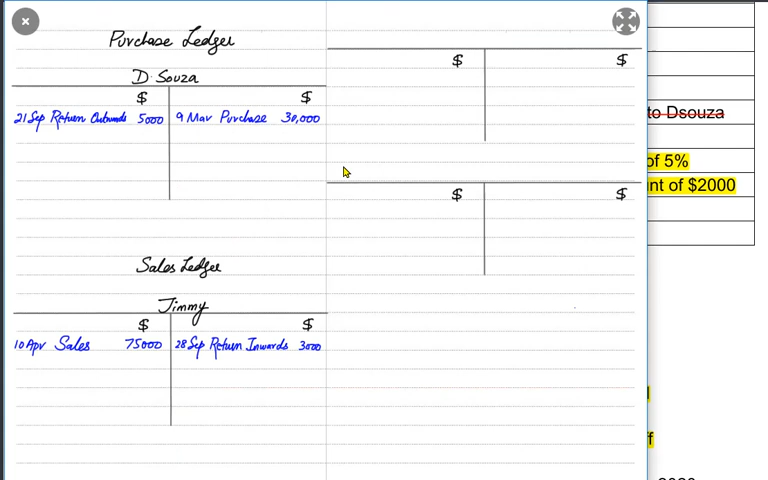 Purchase Ledger
D Souza
$ $
21 Sep Return Outwards 5000 9 Mar Purchase 30,000
Sales Ledger
Jimmy
$ $
10 Apr Sales 75000 28 Sep Return Inwards 3000
$ $
$ $
to Dsouza
of 5%
nt of $2000